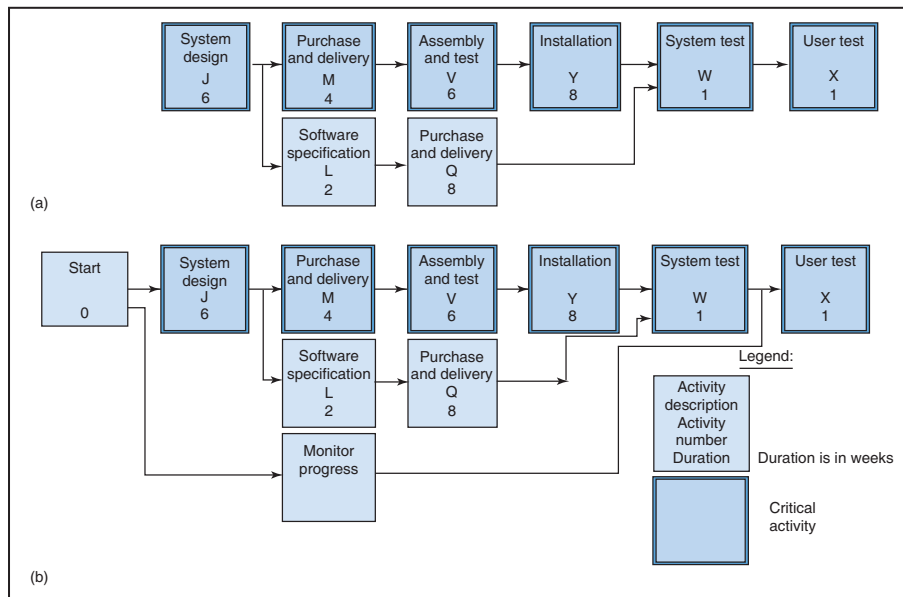 System
design
J
6
Purchase
and delivery
M
4
Assembly
and test
V
6
Installation
Y
8
System test
W
1
User test
X
1
Software
specification
L
2
Purchase
and delivery
Q
8
(a)
Start
0
System
design
J
6
Purchase
and delivery
M
4
Assembly
and test
V
6
Installation
Y
8
System test
W
1
User test
X
1
Software
specification
L
2
Purchase
and delivery
Q
8
Monitor
progress
Legend:
Activity
description
Activity
number
Duration
Duration is in weeks
Critical
activity
(b)